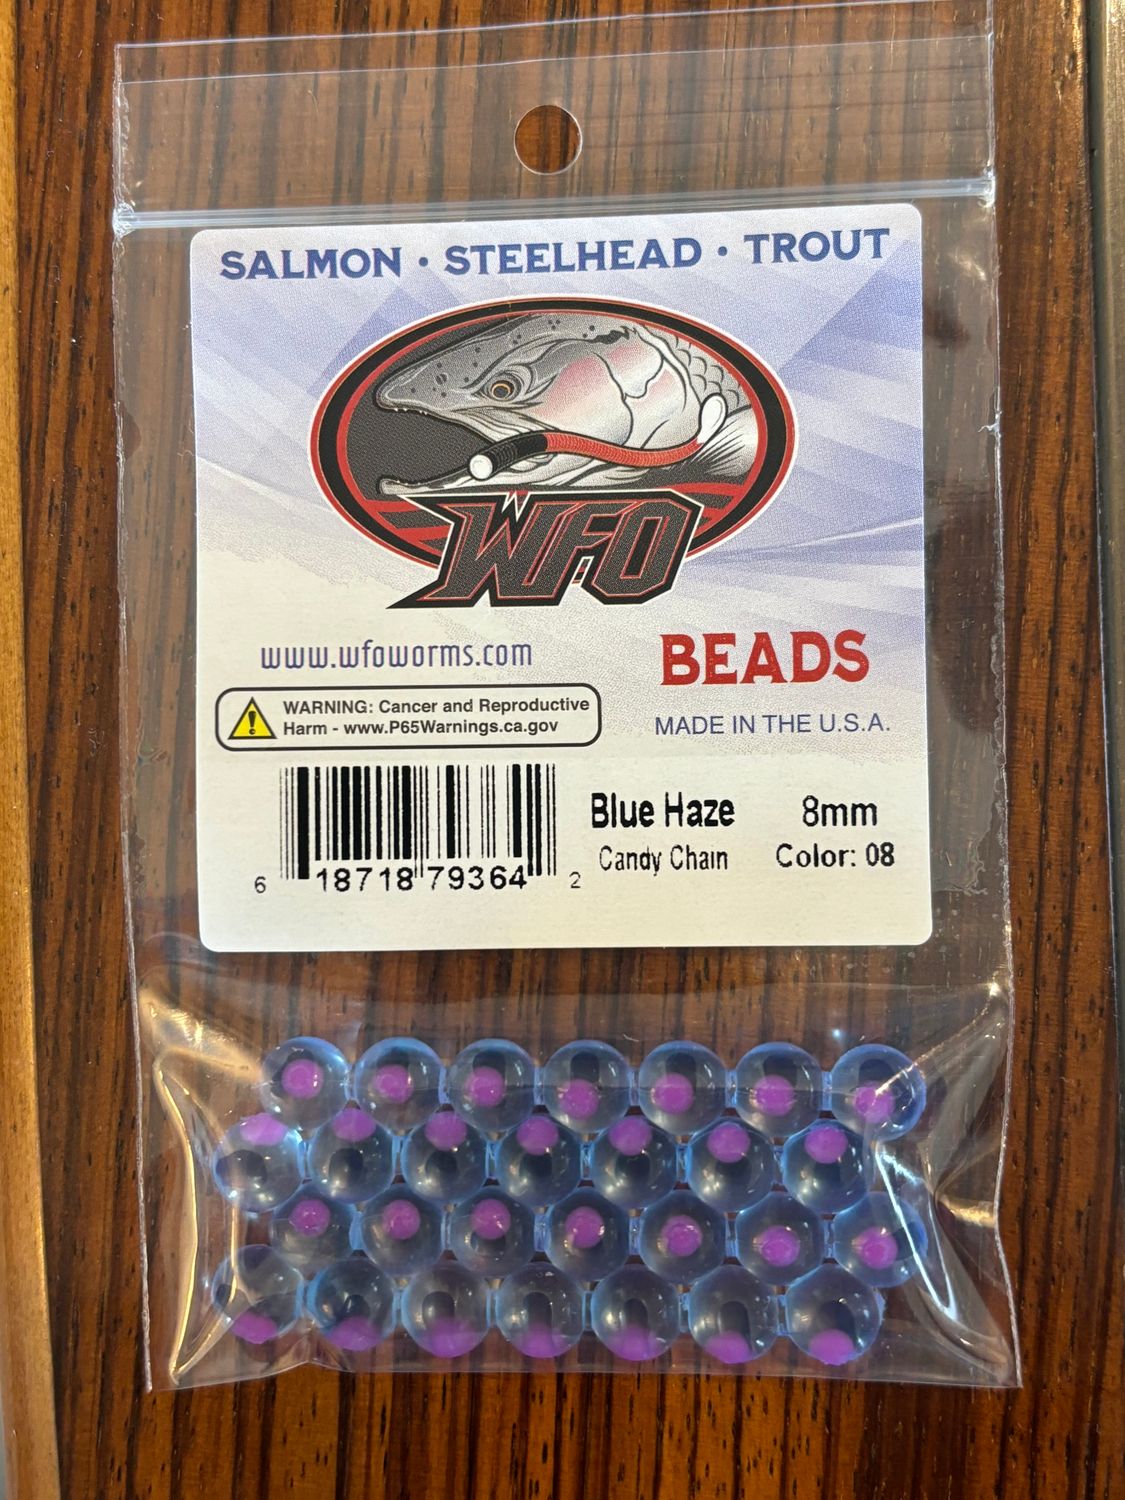 SALMON · STEELHEAD · TROUT
WFO
www.wfoworms.com
BEADS
WARNING: Cancer and Reproductive
Harm - www.P65Warnings.ca.gov
MADE IN THE U.S.A.
Blue Haze 8mm
Candy Chain Color: 08
6 18718 79364 2